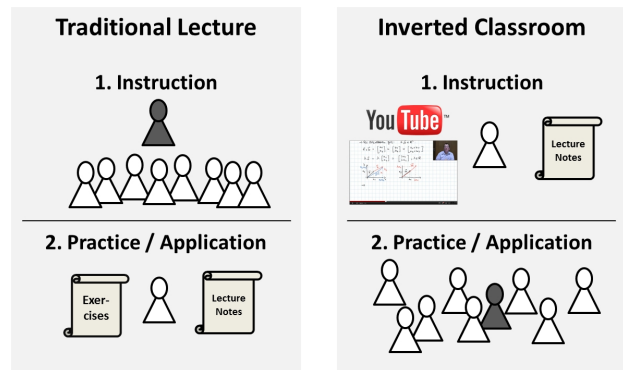 Traditional Lecture
1. Instruction
2. Practice / Application
Exer-
cises
Lecture
Notes
Inverted Classroom
1. Instruction
YouTube™
Lecture
Notes
2. Practice / Application